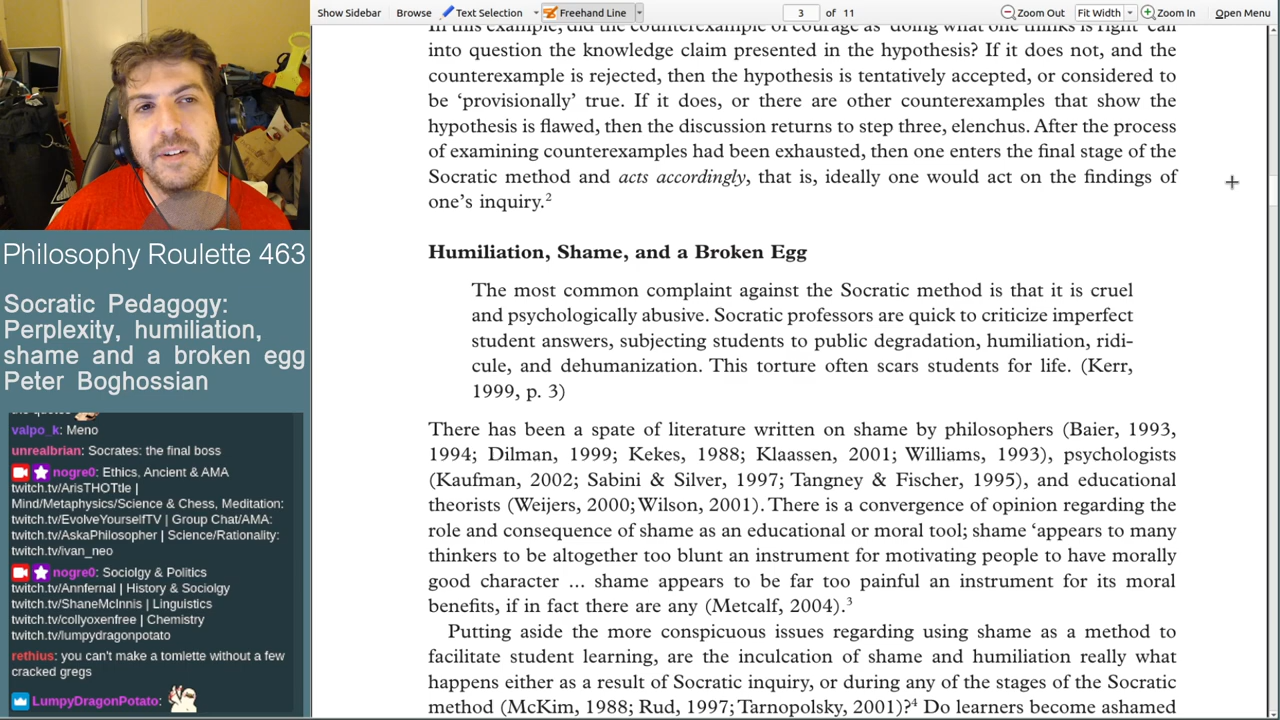 Show Sidebar Browse Text Selection Freehand Line 3 of 11 Zoom Out Fit Width Zoom In Open Menu
In this example, did the counterexample of courage as 'doing what one thinks is right' call
into question the knowledge claim presented in the hypothesis? If it does not, and the
counterexample is rejected, then the hypothesis is tentatively accepted, or considered to
be 'provisionally' true. If it does, or there are other counterexamples that show the
hypothesis is flawed, then the discussion returns to step three, elenchus. After the process
of examining counterexamples had been exhausted, then one enters the final stage of the
Socratic method and acts accordingly, that is, ideally one would act on the findings of
one's inquiry.²
Humiliation, Shame, and a Broken Egg
The most common complaint against the Socratic method is that it is cruel
and psychologically abusive. Socratic professors are quick to criticize imperfect
student answers, subjecting students to public degradation, humiliation, ridi-
cule, and dehumanization. This torture often scars students for life. (Kerr,
1999, p. 3)
There has been a spate of literature written on shame by philosophers (Baier, 1993,
1994; Dilman, 1999; Kekes, 1988; Klaassen, 2001; Williams, 1993), psychologists
(Kaufman, 2002; Sabini & Silver, 1997; Tangney & Fischer, 1995), and educational
theorists (Weijers, 2000; Wilson, 2001). There is a convergence of opinion regarding the
role and consequence of shame as an educational or moral tool; shame 'appears to many
thinkers to be altogether too blunt an instrument for motivating people to have morally
good character ... shame appears to be far too painful an instrument for its moral
benefits, if in fact there are any (Metcalf, 2004).³
Putting aside the more conspicuous issues regarding using shame as a method to
facilitate student learning, are the inculcation of shame and humiliation really what
happens either as a result of Socratic inquiry, or during any of the stages of the Socratic
method (McKim, 1988; Rud, 1997; Tarnopolsky, 2001)?⁴ Do learners become ashamed
Philosophy Roulette 463
Socratic Pedagogy:
Perplexity, humiliation,
shame and a broken egg
Peter Boghossian
valpo_k: Meno
unrealbrian: Socrates: the final boss
nogre0: Ethics, Ancient & AMA
twitch.tv/ArisTHOTtle |
Mind/Metaphysics/Science & Chess, Meditation:
twitch.tv/EvolveYourselfTV | Group Chat/AMA:
twitch.tv/AskaPhilosopher | Science/Rationality:
twitch.tv/ivan_neo
nogre0: Sociolgy & Politics
twitch.tv/Annfernal | History & Sociolgy
twitch.tv/ShaneMcInnis | Linguistics
twitch.tv/collyoxenfree | Chemistry
twitch.tv/lumpydragonpotato
rethius: you can't make a tomlette without a few
cracked gregs
LumpyDragonPotato: